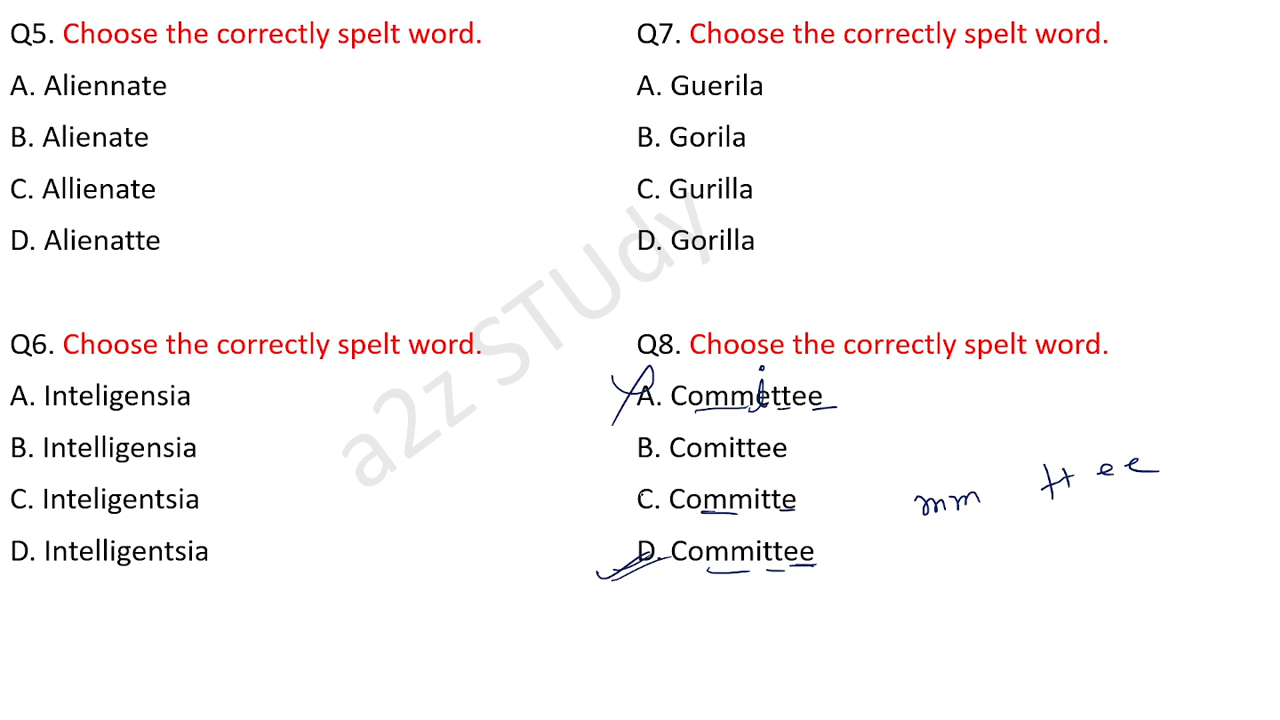 Q5. Choose the correctly spelt word.
A. Aliennate
B. Alienate
C. Allienate
D. Alienatte
Q6. Choose the correctly spelt word.
A. Inteligensia
B. Intelligensia
C. Inteligentsia
D. Intelligentsia
Q7. Choose the correctly spelt word.
A. Guerila
B. Gorila
C. Gurilla
D. Gorilla
Q8. Choose the correctly spelt word.
A. Commettee
i
B. Comittee
C. Committe
D. Committee
mm tt ee
a2z STUdy